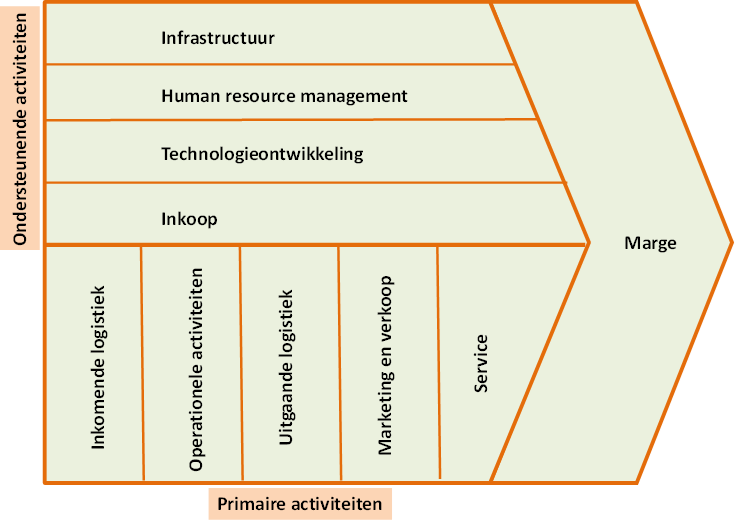 Ondersteunende activiteiten
Infrastructuur
Human resource management
Technologieontwikkeling
Inkoop
Marge
Inkomende logistiek
Operationele activiteiten
Uitgaande logistiek
Marketing en verkoop
Service
Primaire activiteiten